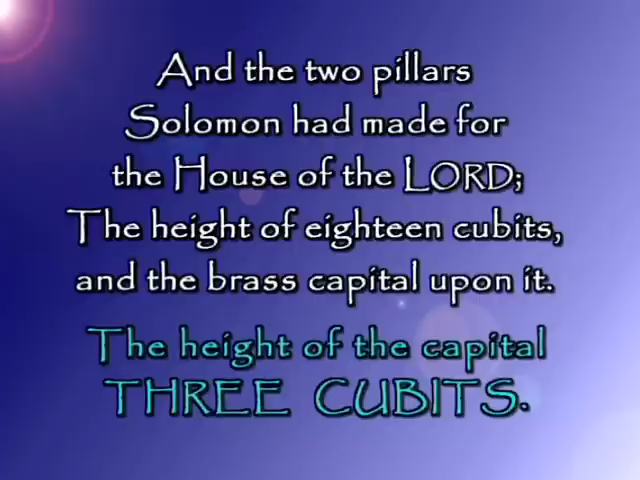 And the two pillars
Solomon had made for
the House of the LORD;
The height of eighteen cubits,
and the brass capital upon it.
The height of the capital
THREE CUBITS.